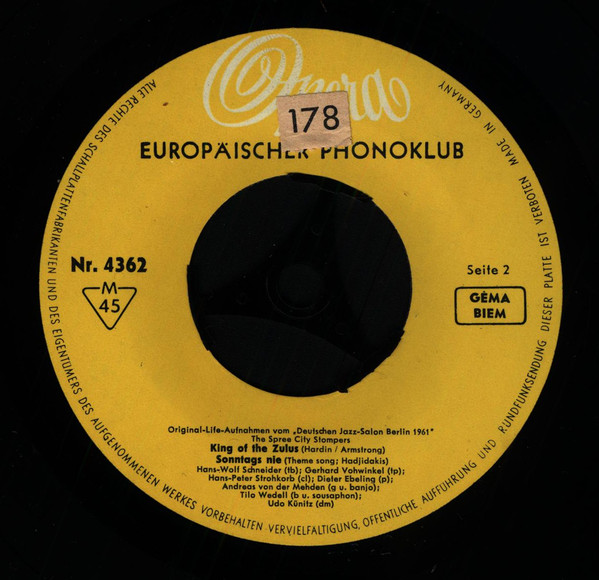 Opera
178
EUROPÄISCHER PHONOKLUB
Nr. 4362
M
45
Seite 2
GEMA
BIEM
Original-Life-Aufnahmen vom „Deutschen Jazz-Salon Berlin 1961"
The Spree City Stompers
King of the Zulus (Hardin / Armstrong)
Sonntags nie (Theme song; Hadjidakis)
Hans-Wolf Schneider (tb); Gerhard Vohwinkel (tp);
Hans-Peter Strohkorb (cl); Dieter Ebeling (p);
Andreas von der Mehden (g u. banjo);
Tilo Wedell (b u. sousaphon);
Udo Künitz (dm)
ALLE RECHTE DES SCHALLPLATTENFABRIKANTEN UND DES EIGENTÜMERS DES AUFGENOMMENEN WERKES VORBEHALTEN VERVIELFALTIGUNG, OFFENTLICHE AUFFÜHRUNG UND RUNDFUNKSENDUNG DIESER PLATTE IST VERBOTEN MADE IN GERMANY